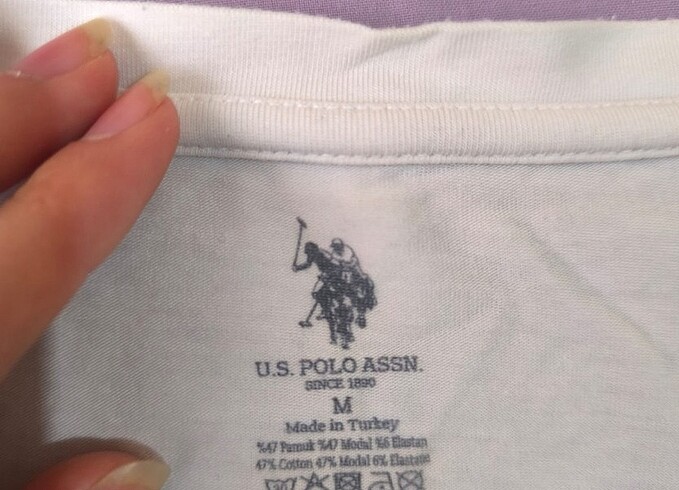 U.S. POLO ASSN.
SINCE 1890
M
Made in Turkey
%47 Pamuk %47 Modal %6 Elastan
47% Cotton 47% Modal 6% Elastane